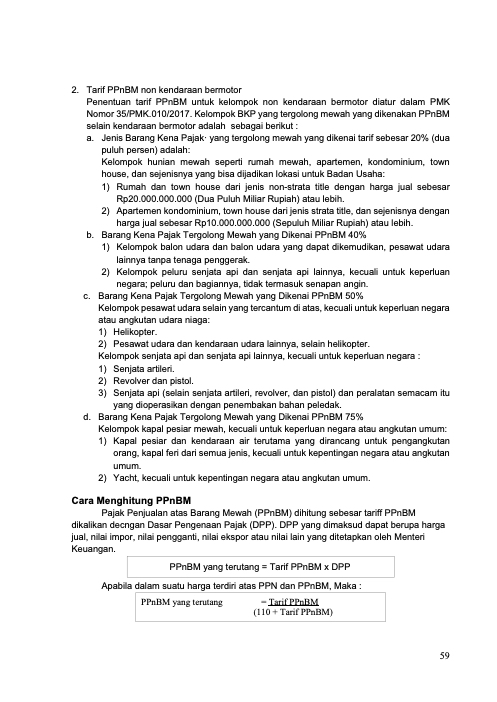 2. Tarif PPnBM non kendaraan bermotor
Penentuan tarif PPnBM untuk kelompok non kendaraan bermotor diatur dalam PMK
Nomor 35/PMK.010/2017. Kelompok BKP yang tergolong mewah yang dikenakan PPnBM
selain kendaraan bermotor adalah sebagai berikut :
a. Jenis Barang Kena Pajak· yang tergolong mewah yang dikenai tarif sebesar 20% (dua
puluh persen) adalah:
Kelompok hunian mewah seperti rumah mewah, apartemen, kondominium, town
house, dan sejenisnya yang bisa dijadikan lokasi untuk Badan Usaha:
1) Rumah dan town house dari jenis non-strata title dengan harga jual sebesar
Rp20.000.000.000 (Dua Puluh Miliar Rupiah) atau lebih.
2) Apartemen kondominium, town house dari jenis strata title, dan sejenisnya dengan
harga jual sebesar Rp10.000.000.000 (Sepuluh Miliar Rupiah) atau lebih.
b. Barang Kena Pajak Tergolong Mewah yang Dikenai PPnBM 40%
1) Kelompok balon udara dan balon udara yang dapat dikemudikan, pesawat udara
lainnya tanpa tenaga penggerak.
2) Kelompok peluru senjata api dan senjata api lainnya, kecuali untuk keperluan
negara; peluru dan bagiannya, tidak termasuk senapan angin.
c. Barang Kena Pajak Tergolong Mewah yang Dikenai PPnBM 50%
Kelompok pesawat udara selain yang tercantum di atas, kecuali untuk keperluan negara
atau angkutan udara niaga:
1) Helikopter.
2) Pesawat udara dan kendaraan udara lainnya, selain helikopter.
Kelompok senjata api dan senjata api lainnya, kecuali untuk keperluan negara :
1) Senjata artileri.
2) Revolver dan pistol.
3) Senjata api (selain senjata artileri, revolver, dan pistol) dan peralatan semacam itu
yang dioperasikan dengan penembakan bahan peledak.
d. Barang Kena Pajak Tergolong Mewah yang Dikenai PPnBM 75%
Kelompok kapal pesiar mewah, kecuali untuk keperluan negara atau angkutan umum:
1) Kapal pesiar dan kendaraan air terutama yang dirancang untuk pengangkutan
orang, kapal feri dari semua jenis, kecuali untuk kepentingan negara atau angkutan
umum.
2) Yacht, kecuali untuk kepentingan negara atau angkutan umum.
Cara Menghitung PPnBM
Pajak Penjualan atas Barang Mewah (PPnBM) dihitung sebesar tariff PPnBM
dikalikan decngan Dasar Pengenaan Pajak (DPP). DPP yang dimaksud dapat berupa harga
jual, nilai impor, nilai pengganti, nilai ekspor atau nilai lain yang ditetapkan oleh Menteri
Keuangan.
PPnBM yang terutang = Tarif PPnBM x DPP
Apabila dalam suatu harga terdiri atas PPN dan PPnBM, Maka :
PPnBM yang terutang = Tarif PPnBM
(110 + Tarif PPnBM)
59